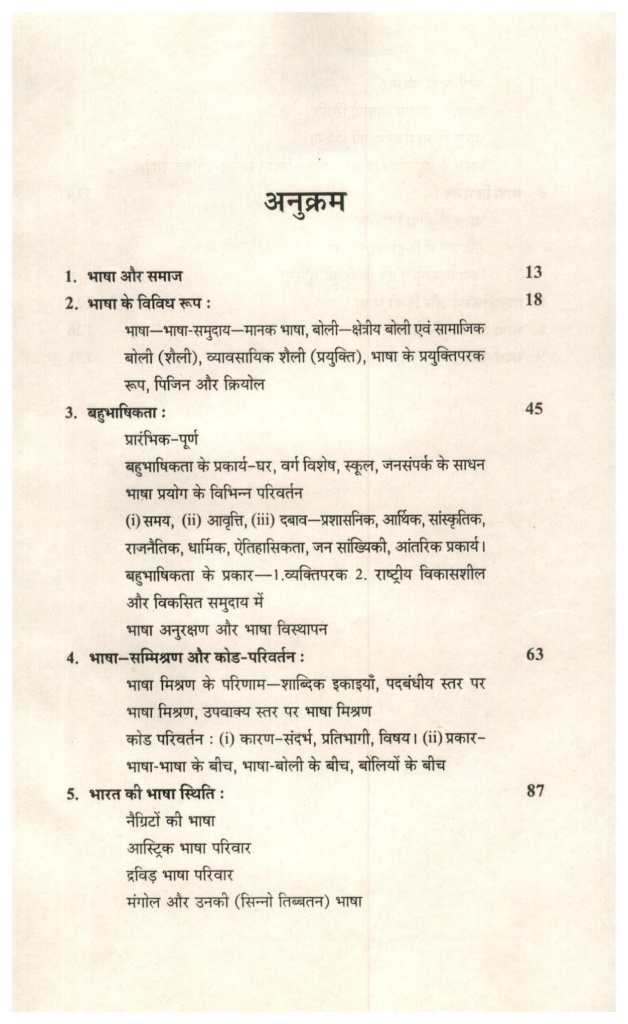 अनुक्रम
1. भाषा और समाज 13
2. भाषा के विविध रूप : 18
भाषा—भाषा-समुदाय—मानक भाषा, बोली—क्षेत्रीय बोली एवं सामाजिक
बोली (शैली), व्यावसायिक शैली (प्रयुक्ति), भाषा के प्रयुक्तिपरक
रूप, पिजिन और क्रियोल
3. बहुभाषिकता : 45
प्रारंभिक-पूर्ण
बहुभाषिकता के प्रकार्य-घर, वर्ग विशेष, स्कूल, जनसंपर्क के साधन
भाषा प्रयोग के विभिन्न परिवर्तन
(i) समय, (ii) आवृत्ति, (iii) दबाव—प्रशासनिक, आर्थिक, सांस्कृतिक,
राजनैतिक, धार्मिक, ऐतिहासिकता, जन सांख्यिकी, आंतरिक प्रकार्य।
बहुभाषिकता के प्रकार—1.व्यक्तिपरक 2. राष्ट्रीय विकासशील
और विकसित समुदाय में
भाषा अनुरक्षण और भाषा विस्थापन
4. भाषा-सम्मिश्रण और कोड-परिवर्तन : 63
भाषा मिश्रण के परिणाम—शाब्दिक इकाइयाँ, पदबंधीय स्तर पर
भाषा मिश्रण, उपवाक्य स्तर पर भाषा मिश्रण
कोड परिवर्तन : (i) कारण-संदर्भ, प्रतिभागी, विषय। (ii) प्रकार-
भाषा-भाषा के बीच, भाषा-बोली के बीच, बोलियों के बीच
5. भारत की भाषा स्थिति : 87
नैग्रिटों की भाषा
आस्ट्रिक भाषा परिवार
द्रविड़ भाषा परिवार
मंगोल और उनकी (सिन्नो तिब्बतन) भाषा